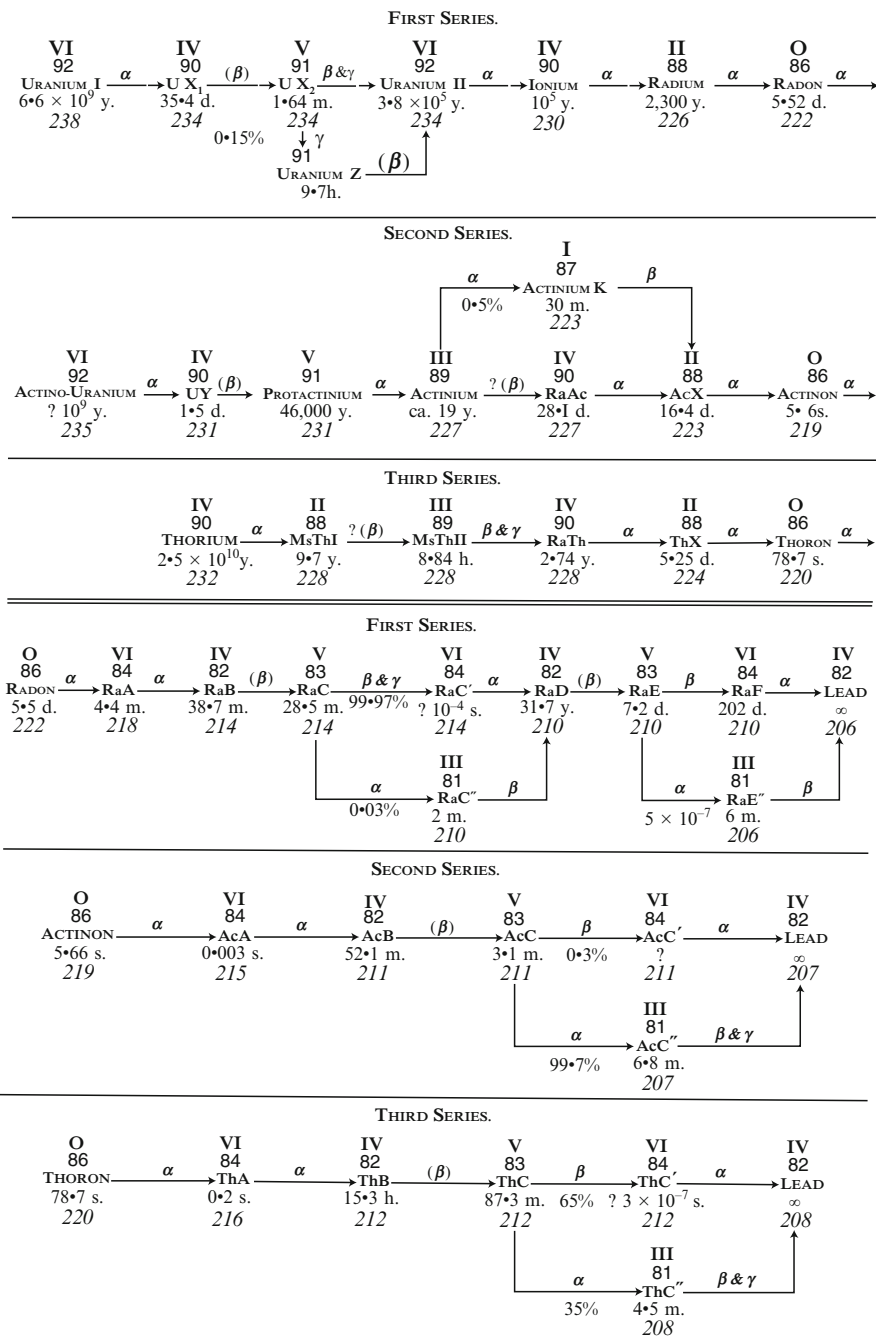 FIRST SERIES.
VI IV V VI IV II O
92 90 91 92 90 88 86
URANIUM I α U X₁ (β) U X₂ β &γ URANIUM II α IONIUM α RADIUM α RADON α
6•6 × 10⁹ y. 35•4 d. 1•64 m. 3•8 ×10⁵ y. 10⁵ y. 2,300 y. 5•52 d.
238 234 234 234 230 226 222
0•15% γ
91
URANIUM Z (β)
9•7h.
SECOND SERIES.
I
87
α ACTINIUM K β
0•5% 30 m.
223
VI IV V III IV II O
92 90 91 89 90 88 86
ACTINO-URANIUM α UY (β) PROTACTINIUM α ACTINIUM ? (β) RaAc α AcX α ACTINON α
? 10⁹ y. 1•5 d. 46,000 y. ca. 19 y. 28•I d. 16•4 d. 5• 6s.
235 231 231 227 227 223 219
THIRD SERIES.
IV II III IV II O
90 88 89 90 88 86
THORIUM α MsThI ? (β) MsThII β & γ RaTh α ThX α THORON α
2•5 × 10¹⁰y. 9•7 y. 8•84 h. 2•74 y. 5•25 d. 78•7 s.
232 228 228 228 224 220
FIRST SERIES.
O VI IV V VI IV V VI IV
86 84 82 83 84 82 83 84 82
RADON α RaA α RaB (β) RaC β & γ RaC′ α RaD (β) RaE β RaF α LEAD
5•5 d. 4•4 m. 38•7 m. 28•5 m. 99•97% ? 10⁻⁴ s. 31•7 y. 7•2 d. 202 d. ∞
222 218 214 214 214 210 210 210 206
III III
81 81
α RaC″ β α RaE″ β
0•03% 2 m. 5 × 10⁻⁷ 6 m.
210 206
SECOND SERIES.
O VI IV V VI IV
86 84 82 83 84 82
ACTINON α AcA α AcB (β) AcC β AcC′ α LEAD
5•66 s. 0•003 s. 52•1 m. 3•1 m. 0•3% ? ∞
219 215 211 211 211 207
III
81
α AcC″ β & γ
99•7% 6•8 m.
207
THIRD SERIES.
O VI IV V VI IV
86 84 82 83 84 82
THORON α ThA α ThB (β) ThC β ThC′ α LEAD
78•7 s. 0•2 s. 15•3 h. 87•3 m. 65% ? 3 × 10⁻⁷ s. ∞
220 216 212 212 212 208
III
81
α ThC″ β & γ
35% 4•5 m.
208